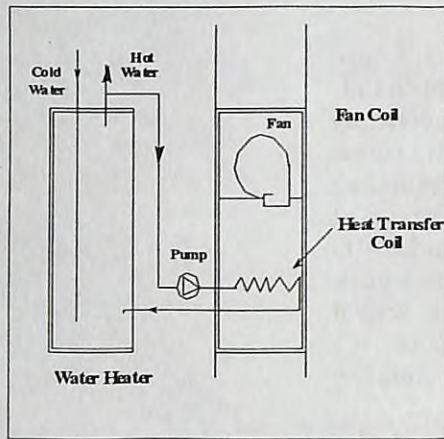 Hot
Water
Cold
Water
Fan
Fan Coil
Heat Transfer
Coil
Pump
Water Heater